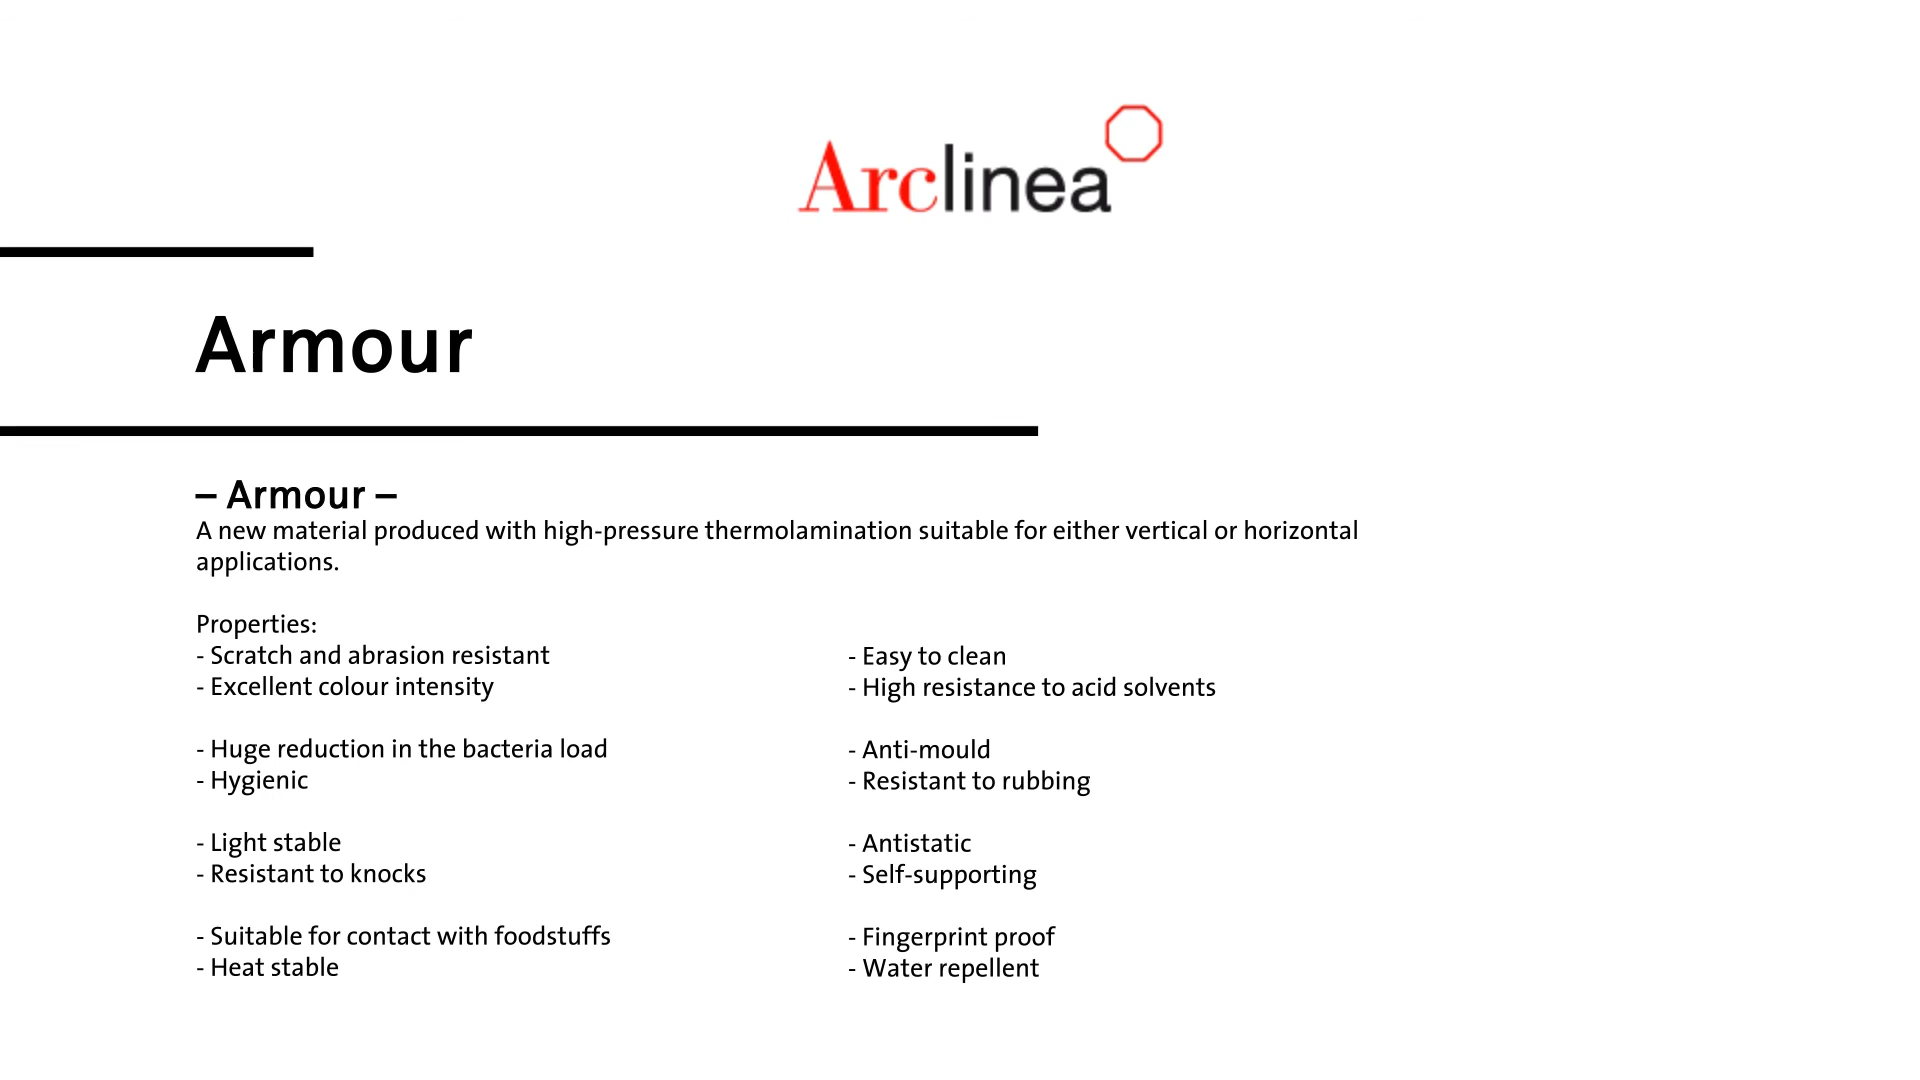 Arclinea
Armour
– Armour –
A new material produced with high-pressure thermolamination suitable for either vertical or horizontal
applications.
Properties:
- Scratch and abrasion resistant
- Excellent colour intensity
- Huge reduction in the bacteria load
- Hygienic
- Light stable
- Resistant to knocks
- Suitable for contact with foodstuffs
- Heat stable
- Easy to clean
- High resistance to acid solvents
- Anti-mould
- Resistant to rubbing
- Antistatic
- Self-supporting
- Fingerprint proof
- Water repellent